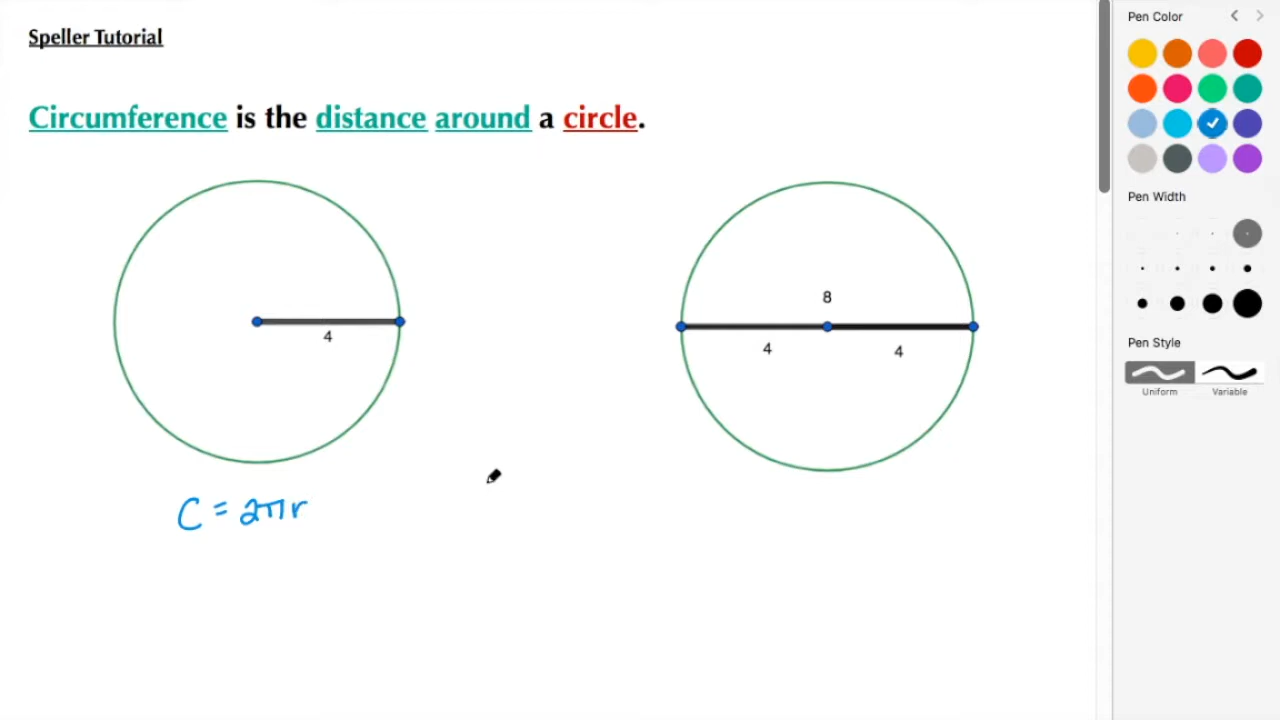 Speller Tutorial
Circumference is the distance around a circle.
4
8
4 4
C = 2πr
Pen Color
Pen Width
Pen Style
Uniform Variable